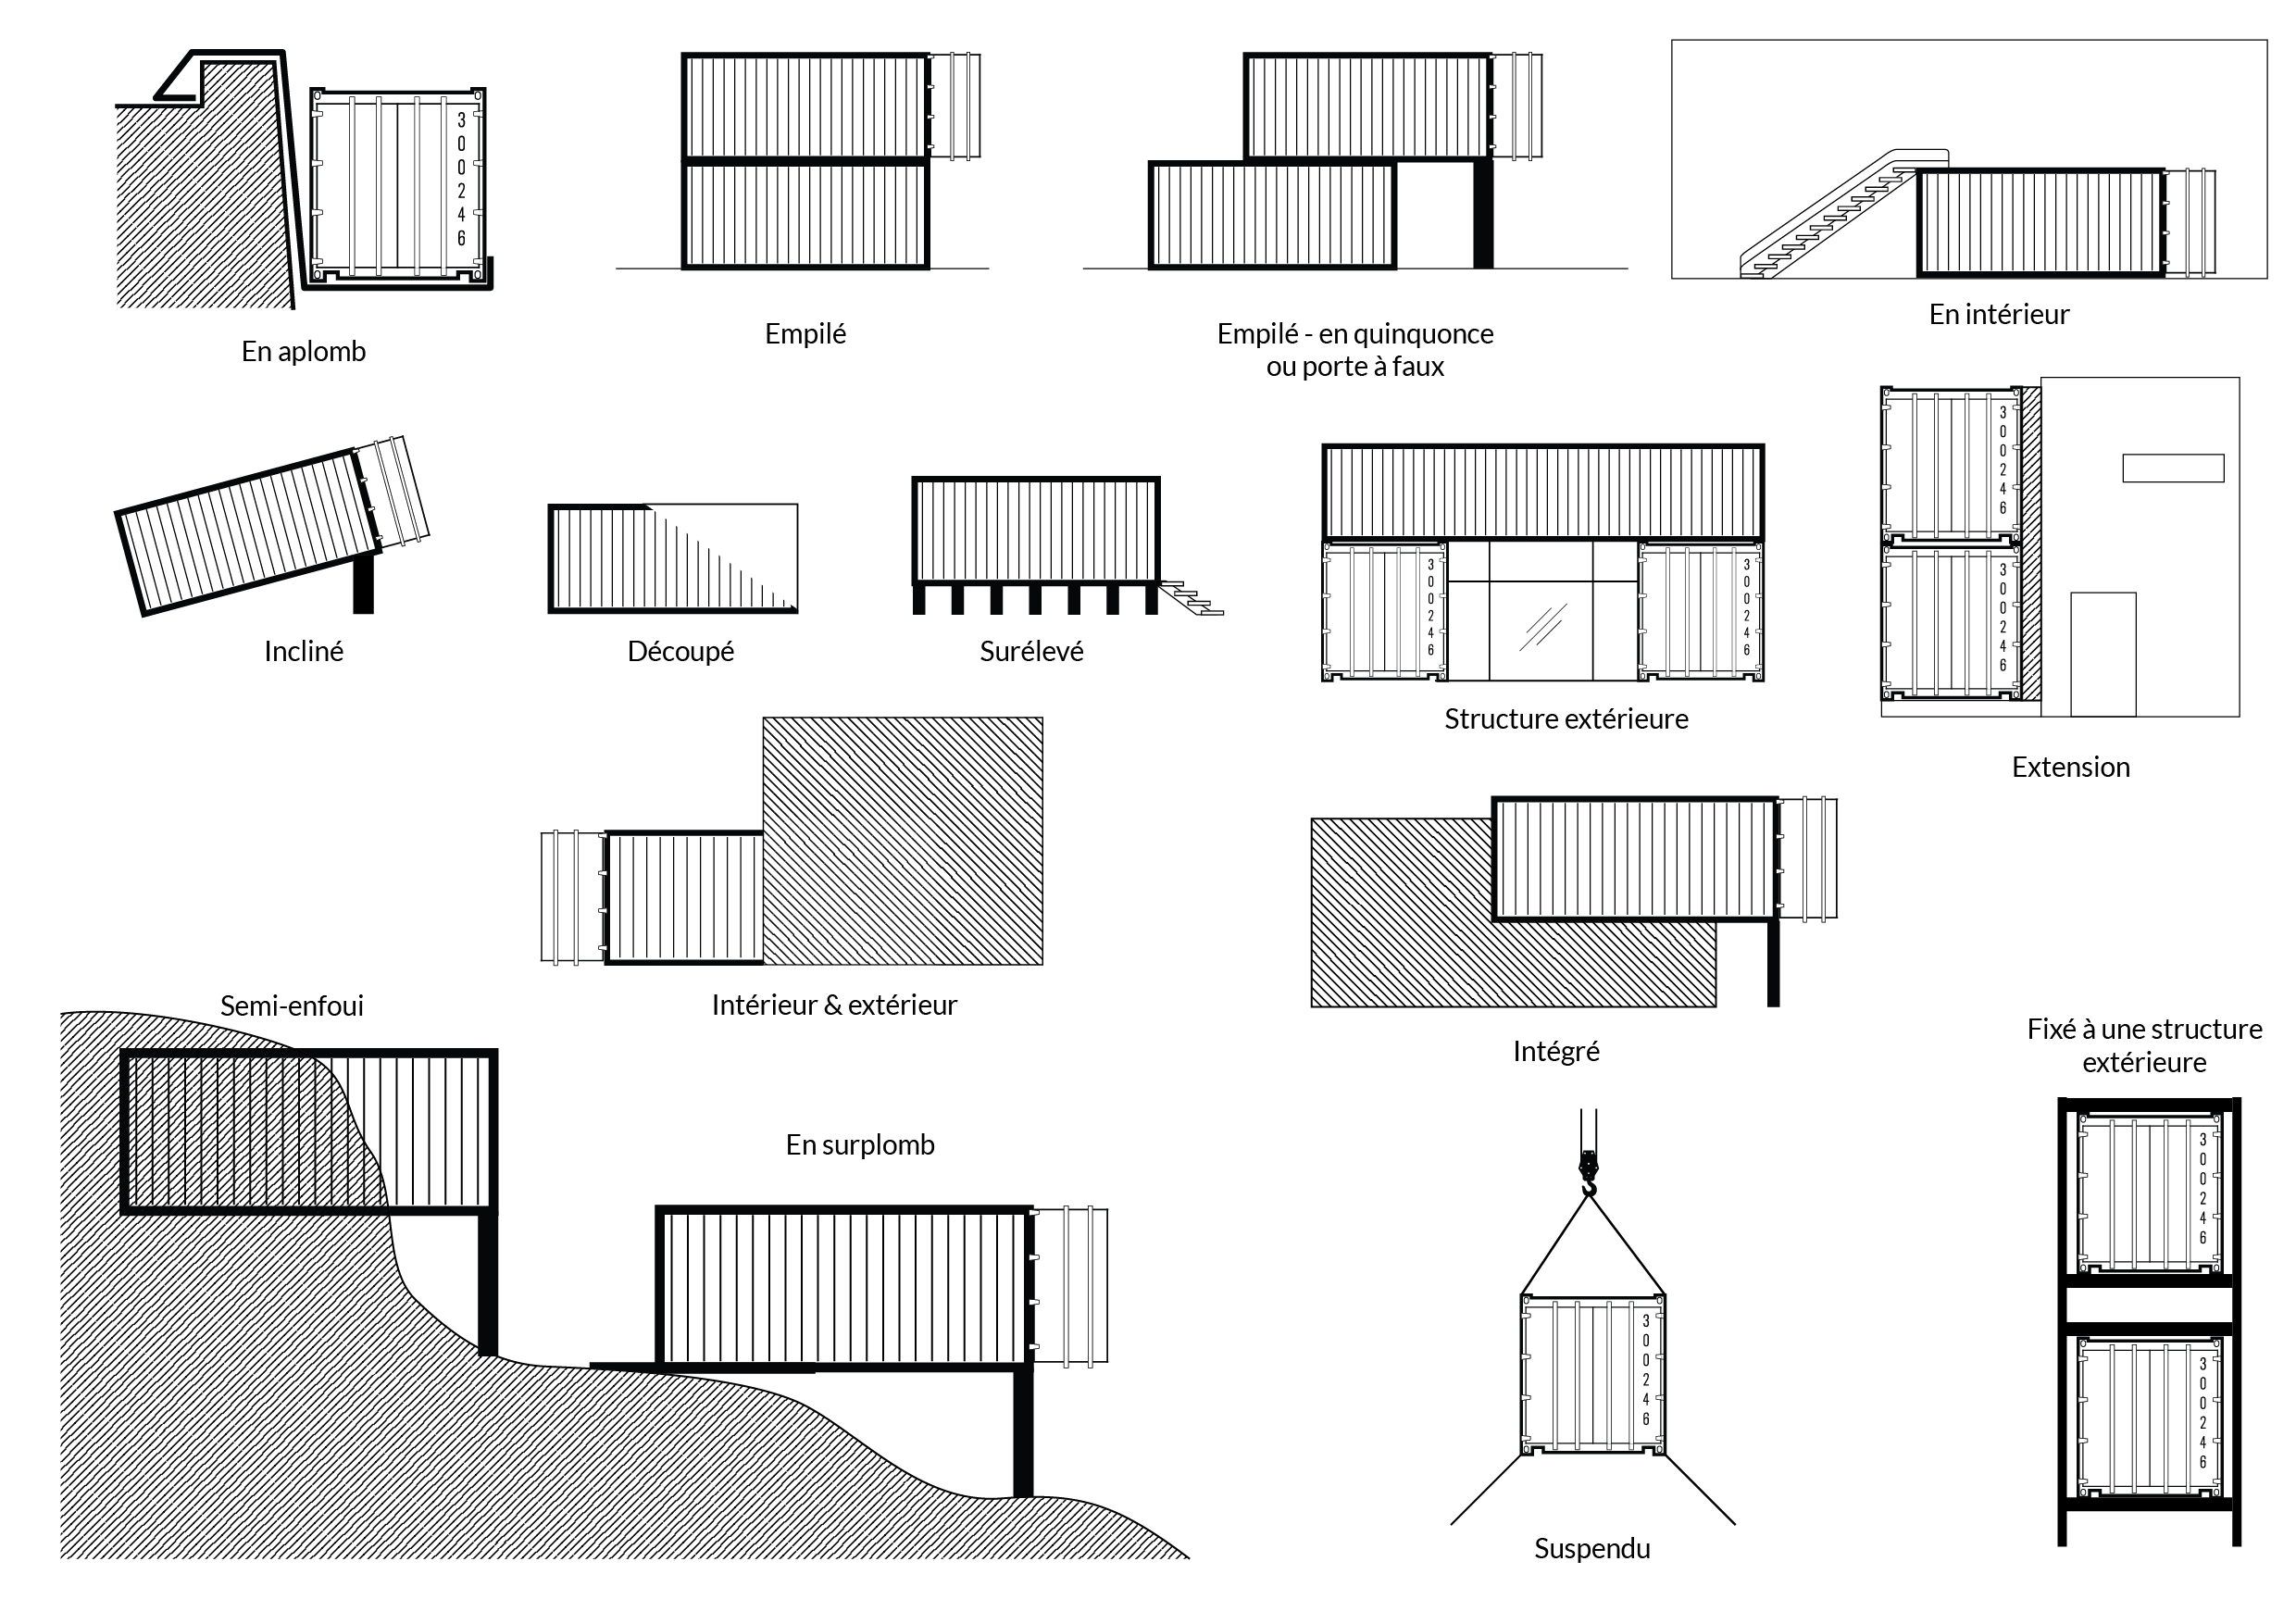 3
0
0
2
4
6
En aplomb
Empilé
Empilé - en quinquonce
ou porte à faux
En intérieur
Incliné
Découpé
Surélevé
3
0
0
2
4
6
3
0
0
2
4
6
Structure extérieure
3
0
0
2
4
6
3
0
0
2
4
6
Extension
Semi-enfoui
Intérieur & extérieur
Intégré
Fixé à une structure
extérieure
En surplomb
3
0
0
2
4
6
Suspendu
3
0
0
2
4
6
3
0
0
2
4
6